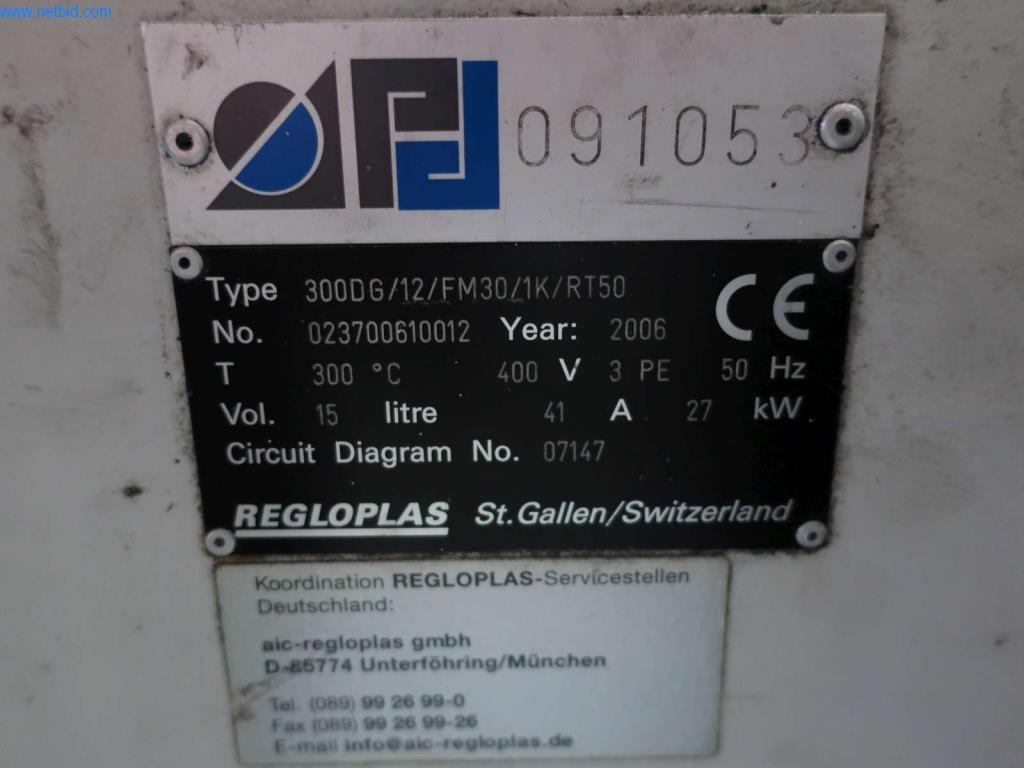 www.netbid.com
091053
Type 300DG/12/FM30/1K/RT50
No. 023700610012 Year: 2006 CE
T 300 °C 400 V 3 PE 50 Hz
Vol. 15 litre 41 A 27 kW
Circuit Diagram No. 07147
REGLOPLAS St.Gallen/Switzerland
Koordination REGLOPLAS-Servicestellen
Deutschland:
aic-regloplas gmbh
D-85774 Unterföhring/München
Tel. (089) 99 26 99-0
Fax (089) 99 26 99-26
E-mail info@aic-regloplas.de